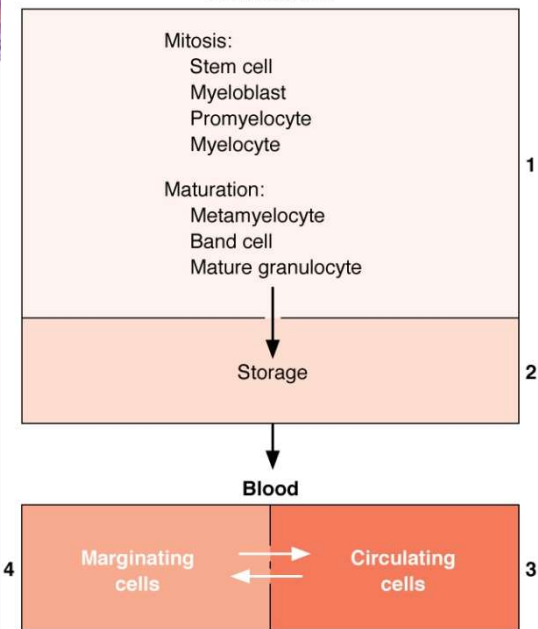 Mitosis:
Stem cell
Myeloblast
Promyelocyte
Myelocyte
Maturation:
Metamyelocyte
Band cell
Mature granulocyte
1
Storage
2
Blood
4
Marginating
cells
Circulating
cells
3